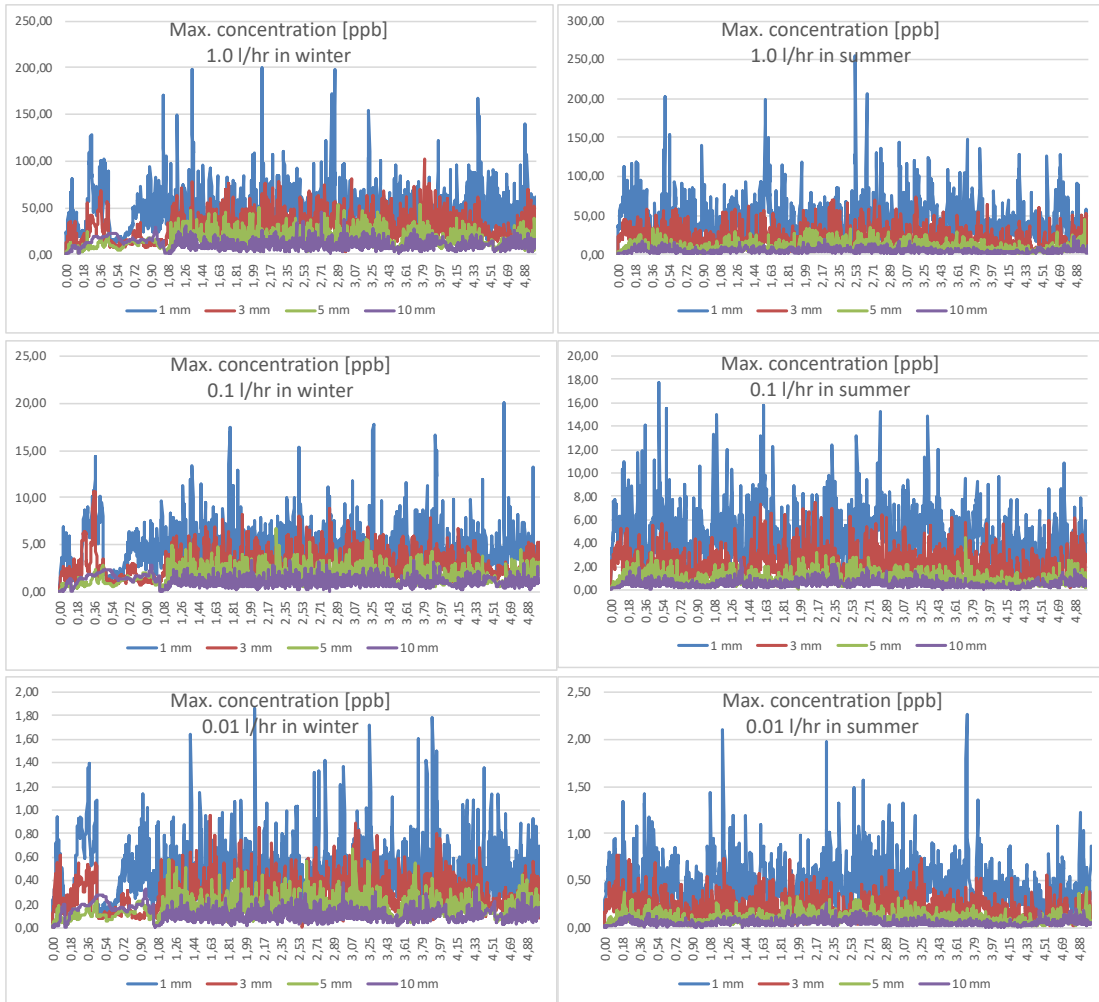 Max. concentration [ppb]
1.0 l/hr in winter
250,00
200,00
150,00
100,00
50,00
0,00
0,00 0,18 0,36 0,54 0,72 0,90 1,08 1,26 1,44 1,63 1,81 1,99 2,17 2,35 2,53 2,71 2,89 3,07 3,25 3,43 3,61 3,79 3,97 4,15 4,33 4,51 4,69 4,88
1 mm 3 mm 5 mm 10 mm
Max. concentration [ppb]
1.0 l/hr in summer
300,00
250,00
200,00
150,00
100,00
50,00
0,00
0,00 0,18 0,36 0,54 0,72 0,90 1,08 1,26 1,44 1,63 1,81 1,99 2,17 2,35 2,53 2,71 2,89 3,07 3,25 3,43 3,61 3,79 3,97 4,15 4,33 4,51 4,69 4,88
1 mm 3 mm 5 mm 10 mm
Max. concentration [ppb]
0.1 l/hr in winter
25,00
20,00
15,00
10,00
5,00
0,00
0,00 0,18 0,36 0,54 0,72 0,90 1,08 1,26 1,44 1,63 1,81 1,99 2,17 2,35 2,53 2,71 2,89 3,07 3,25 3,43 3,61 3,79 3,97 4,15 4,33 4,51 4,69 4,88
1 mm 3 mm 5 mm 10 mm
Max. concentration [ppb]
0.1 l/hr in summer
20,00
18,00
16,00
14,00
12,00
10,00
8,00
6,00
4,00
2,00
0,00
0,00 0,18 0,36 0,54 0,72 0,90 1,08 1,26 1,44 1,63 1,81 1,99 2,17 2,35 2,53 2,71 2,89 3,07 3,25 3,43 3,61 3,79 3,97 4,15 4,33 4,51 4,69 4,88
1 mm 3 mm 5 mm 10 mm
Max. concentration [ppb]
0.01 l/hr in winter
2,00
1,80
1,60
1,40
1,20
1,00
0,80
0,60
0,40
0,20
0,00
0,00 0,18 0,36 0,54 0,72 0,90 1,08 1,26 1,44 1,63 1,81 1,99 2,17 2,35 2,53 2,71 2,89 3,07 3,25 3,43 3,61 3,79 3,97 4,15 4,33 4,51 4,69 4,88
1 mm 3 mm 5 mm 10 mm
Max. concentration [ppb]
0.01 l/hr in summer
2,50
2,00
1,50
1,00
0,50
0,00
0,00 0,18 0,36 0,54 0,72 0,90 1,08 1,26 1,44 1,63 1,81 1,99 2,17 2,35 2,53 2,71 2,89 3,07 3,25 3,43 3,61 3,79 3,97 4,15 4,33 4,51 4,69 4,88
1 mm 3 mm 5 mm 10 mm